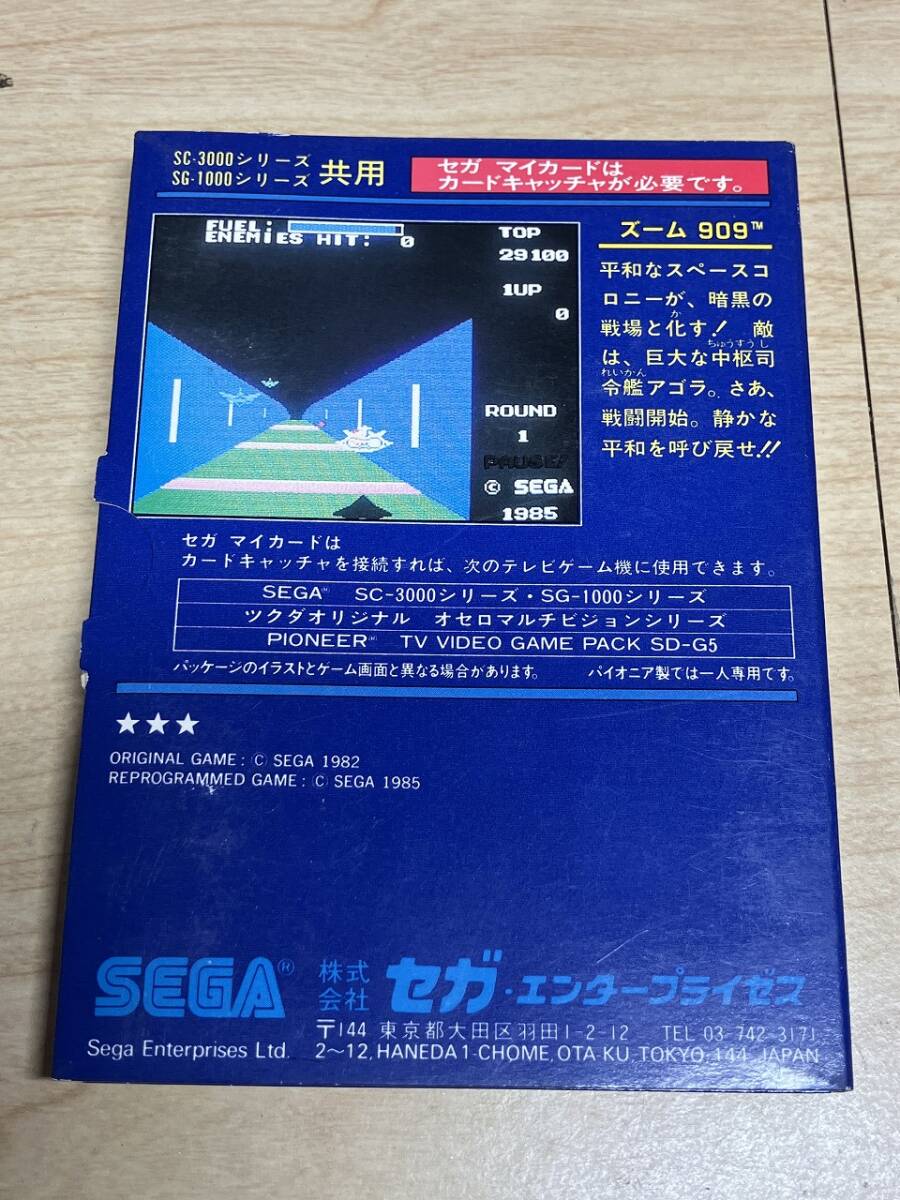 SC-3000シリーズ
SG-1000シリーズ 共用
セガ マイカードは
カードキャッチャが必要です。
FUEL:
ENEMIES HIT: 0
TOP
29100
1UP
0
ROUND
1
PAUSE!
© SEGA
1985
ズーム 909™
平和なスペースコ
ロニーが、暗黒の
戦場と化す! 敵
は、巨大な中枢司
令艦アゴラ。さあ、
戦闘開始。静かな
平和を呼び戻せ!!
か
ちゅうすうし
れいかん
セガ マイカードは
カードキャッチャを接続すれば、次のテレビゲーム機に使用できます。
SEGA® SC-3000シリーズ・SG-1000シリーズ
ツクダオリジナル オセロマルチビジョンシリーズ
PIONEER® TV VIDEO GAME PACK SD-G5
パッケージのイラストとゲーム画面と異なる場合があります。 パイオニア製では一人専用です。
★★★
ORIGINAL GAME : © SEGA 1982
REPROGRAMMED GAME : © SEGA 1985
SEGA® 株式会社 セガ・エンタープライゼス
〒144 東京都大田区羽田1-2-12 TEL 03-742-3171
Sega Enterprises Ltd. 2~12, HANEDA 1-CHOME, OTA KU, TOKYO, 144, JAPAN